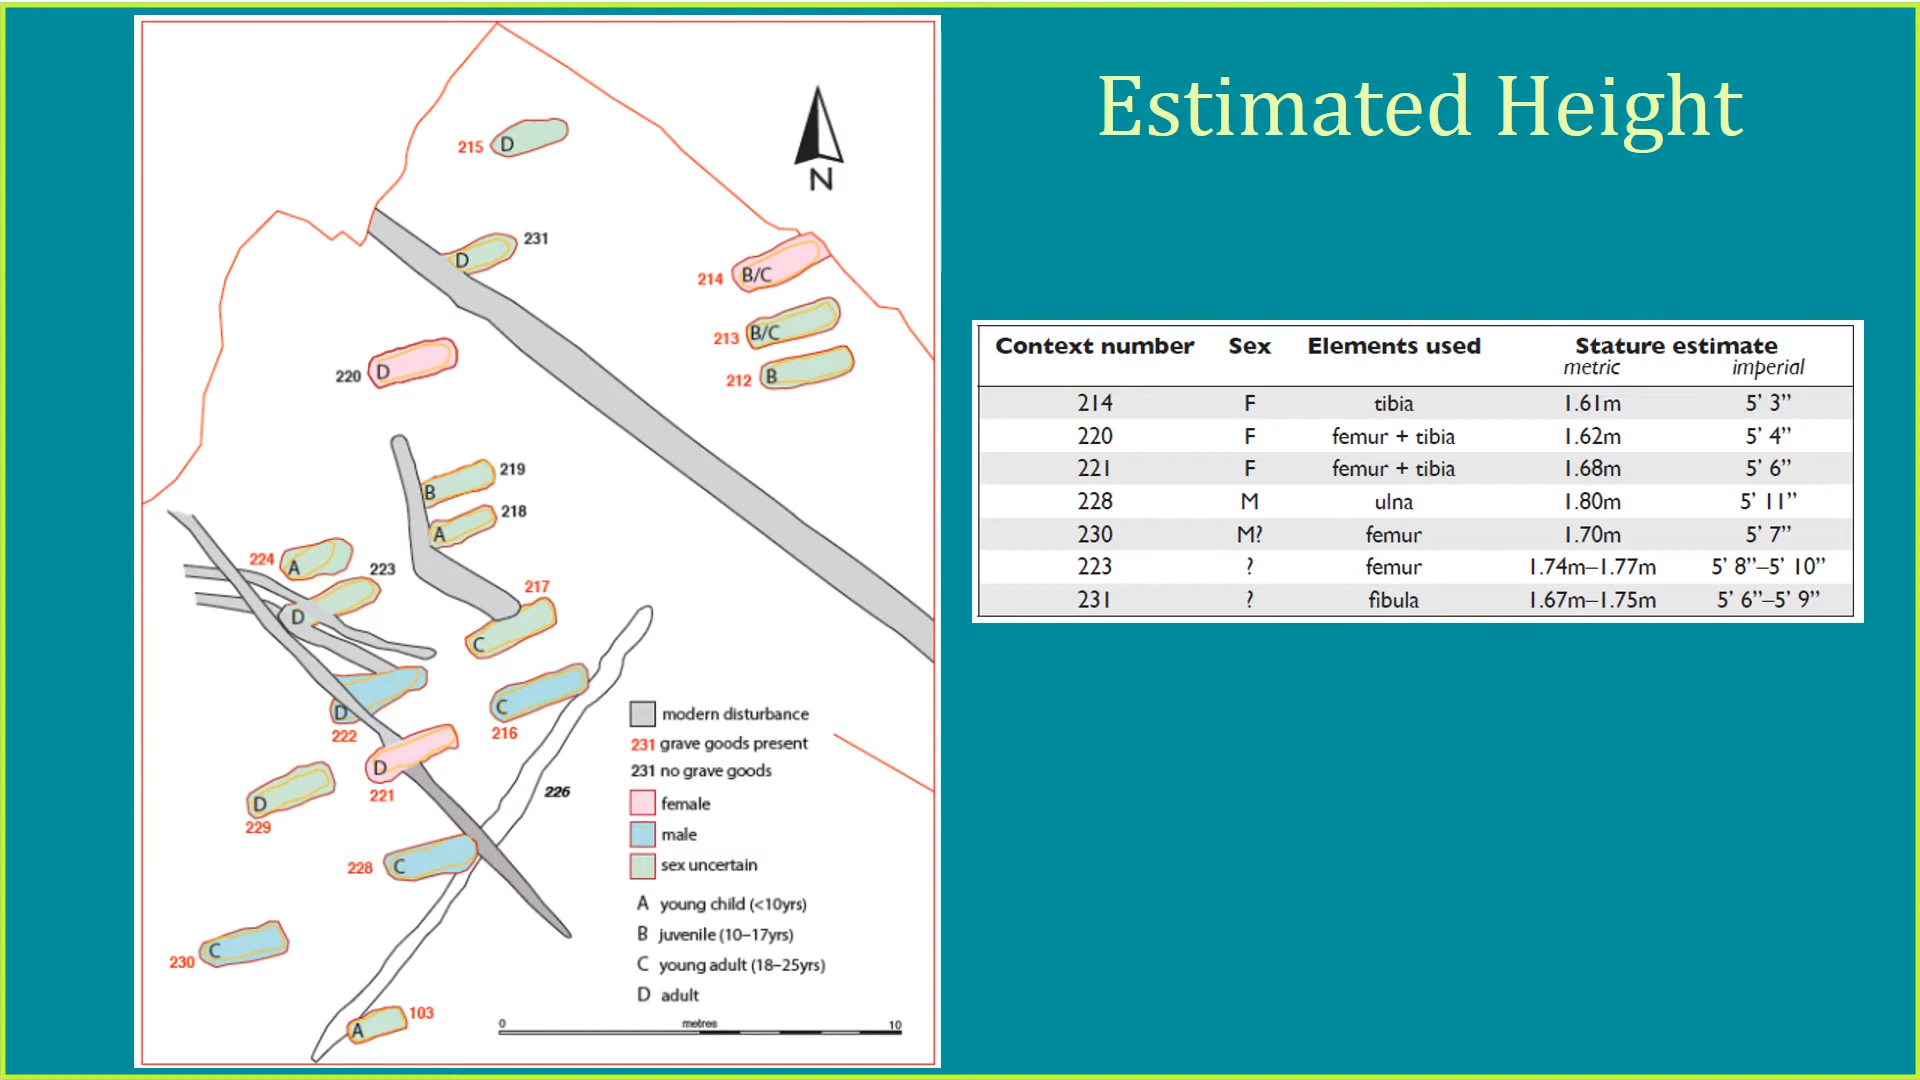 Estimated Height
215 D
N
231
D
214 B/C
213 B/C
212 B
220 D
219
B
218
A
224 A
223
D
217
C
C
216
D
222
D
221
226
D
229
228 C
230 C
103
A
modern disturbance
231 grave goods present
231 no grave goods
female
male
sex uncertain
A young child (<10yrs)
B juvenile (10–17yrs)
C young adult (18–25yrs)
D adult
0 metres 10
Context number Sex Elements used Stature estimate
metric imperial
214 F tibia 1.61m 5’ 3”
220 F femur + tibia 1.62m 5’ 4”
221 F femur + tibia 1.68m 5’ 6”
228 M ulna 1.80m 5’ 11”
230 M? femur 1.70m 5’ 7”
223 ? femur 1.74m–1.77m 5’ 8”–5’ 10”
231 ? fibula 1.67m–1.75m 5’ 6”–5’ 9”